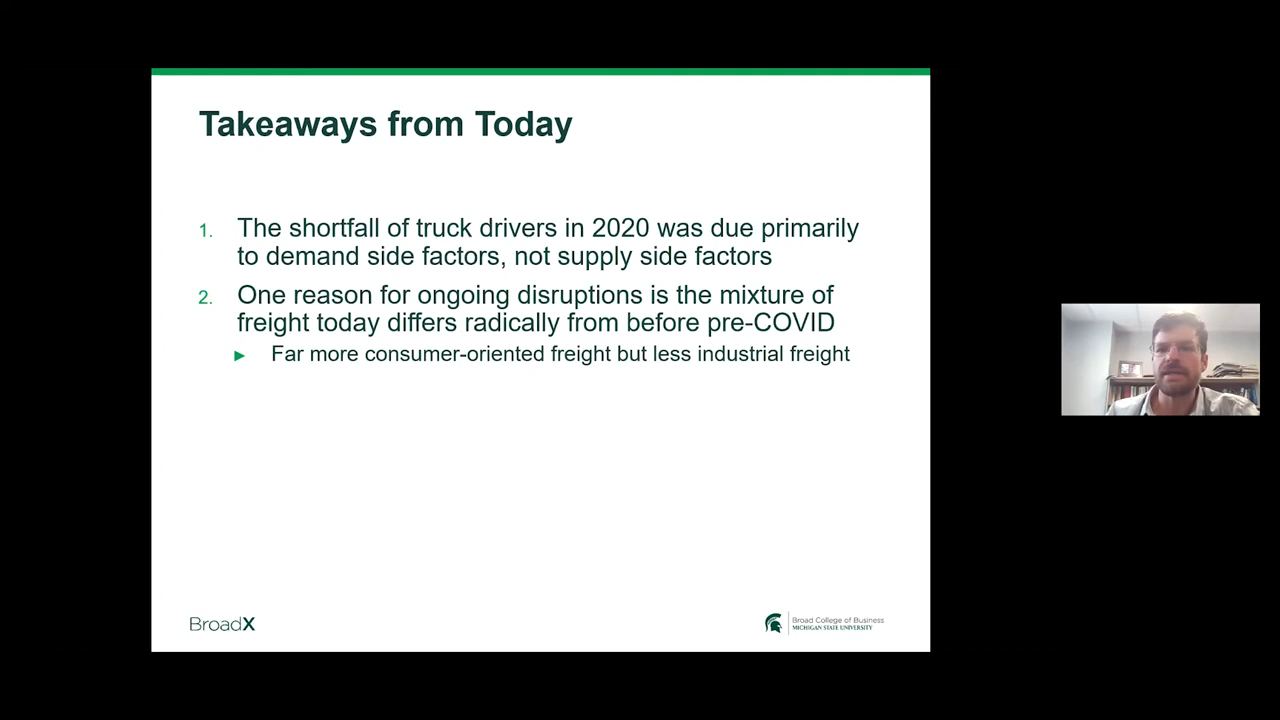 Takeaways from Today
1. The shortfall of truck drivers in 2020 was due primarily
to demand side factors, not supply side factors
2. One reason for ongoing disruptions is the mixture of
freight today differs radically from before pre-COVID
► Far more consumer-oriented freight but less industrial freight
BroadX
Broad College of Business
MICHIGAN STATE UNIVERSITY